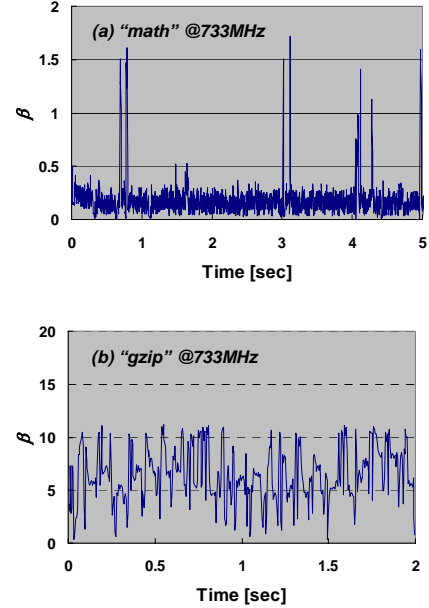 (a) "math" @733MHz
2
1.5
1
0.5
0
β
0 1 2 3 4 5
Time [sec]
(b) "gzip" @733MHz
20
15
10
5
0
β
0 0.5 1 1.5 2
Time [sec]